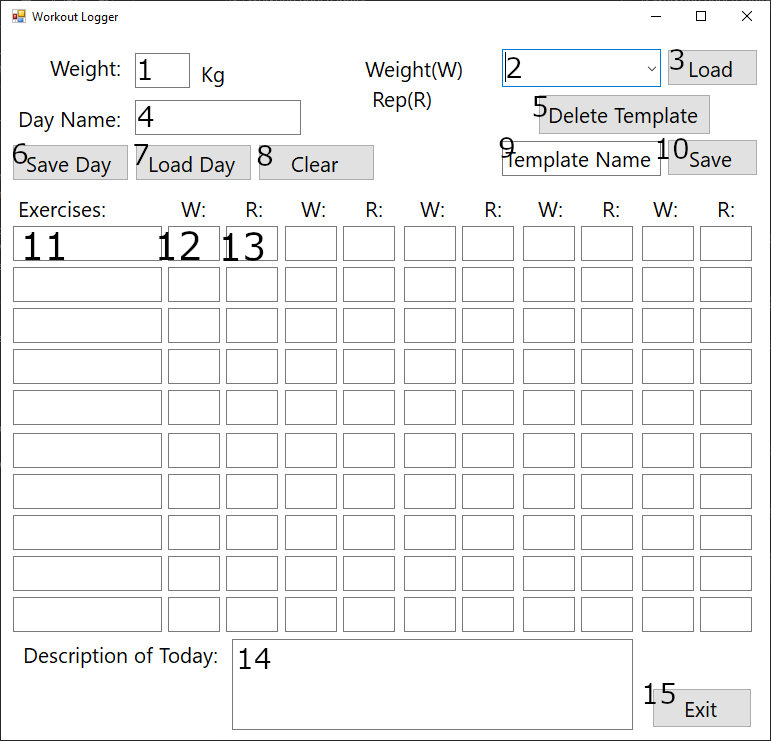 Workout Logger
Weight: 1 Kg Weight(W) 2 3 Load
Rep(R)
Day Name: 4 5 Delete Template
6 Save Day 7 Load Day 8 Clear 9 Template Name 10 Save
Exercises: W: R: W: R: W: R: W: R: W: R:
11 12 13
Description of Today: 14
15 Exit